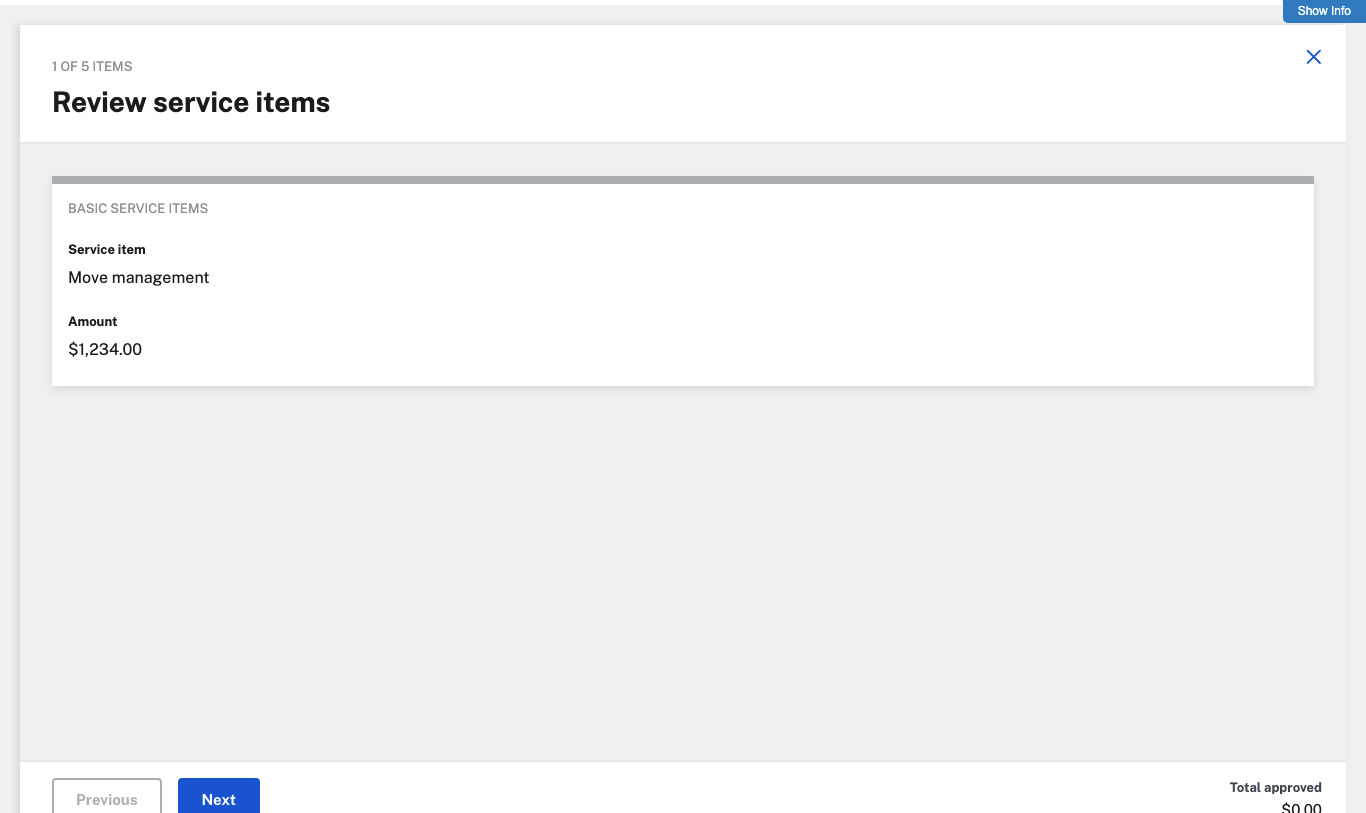 Show Info
1 OF 5 ITEMS
Review service items
BASIC SERVICE ITEMS
Service item
Move management
Amount
$1,234.00
Previous
Next
Total approved
$0.00